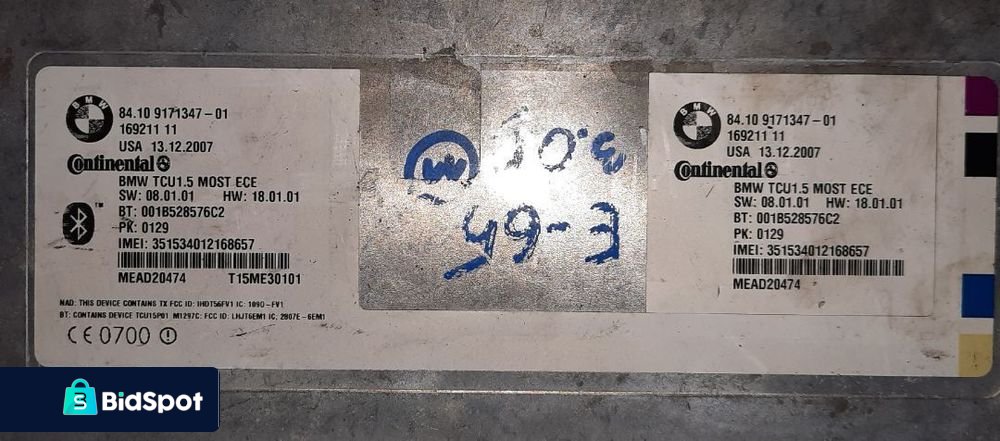 BMW
84.10 9171347-01
169211 11
USA 13.12.2007
Continental
BMW TCU1.5 MOST ECE
SW: 08.01.01 HW: 18.01.01
BT: 001B528576C2
PK: 0129
IMEI: 351534012168657
MEAD20474 T15ME30101
NAD: THIS DEVICE CONTAINS TX FCC ID: IHDT56FV1 IC: 109O-FV1
BT: CONTAINS DEVICE TCU15P01 M1297C: FCC ID: LHJT6EM1 IC: 2807E-6EM1
CE0700
BMW
84.10 9171347-01
169211 11
USA 13.12.2007
Continental
BMW TCU1.5 MOST ECE
SW: 08.01.01 HW: 18.01.01
BT: 001B528576C2
PK: 0129
IMEI: 351534012168657
MEAD20474
BidSpot